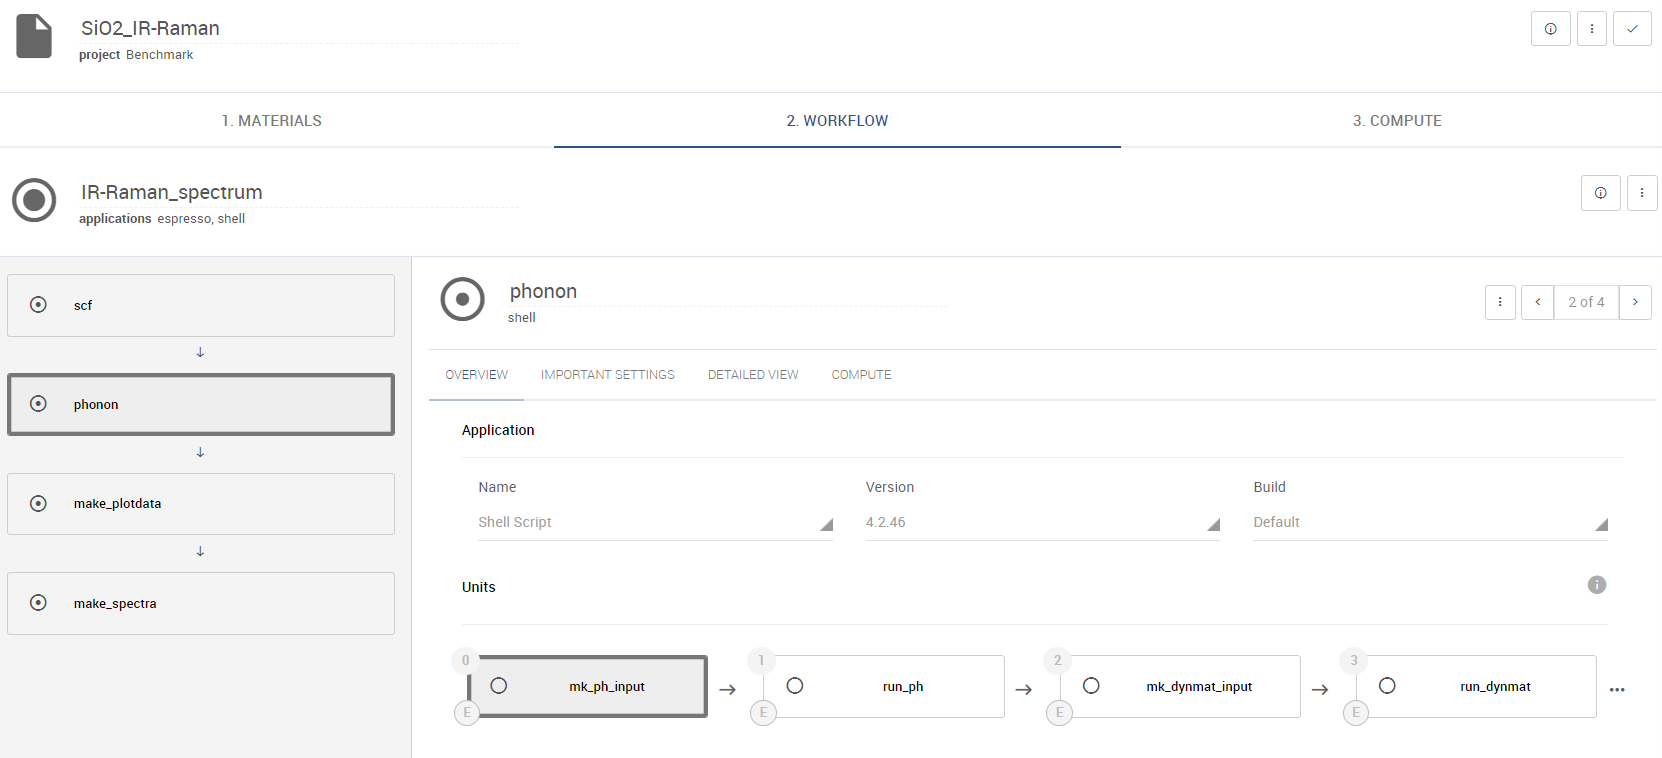 SiO2_IR-Raman
project Benchmark
1. MATERIALS
2. WORKFLOW
3. COMPUTE
IR-Raman_spectrum
applications espresso, shell
scf
phonon
make_plotdata
make_spectra
phonon
shell
2 of 4
OVERVIEW
IMPORTANT SETTINGS
DETAILED VIEW
COMPUTE
Application
Name
Version
Build
Shell Script
4.2.46
Default
Units
0
mk_ph_input
E
1
run_ph
E
2
mk_dynmat_input
E
3
run_dynmat
E